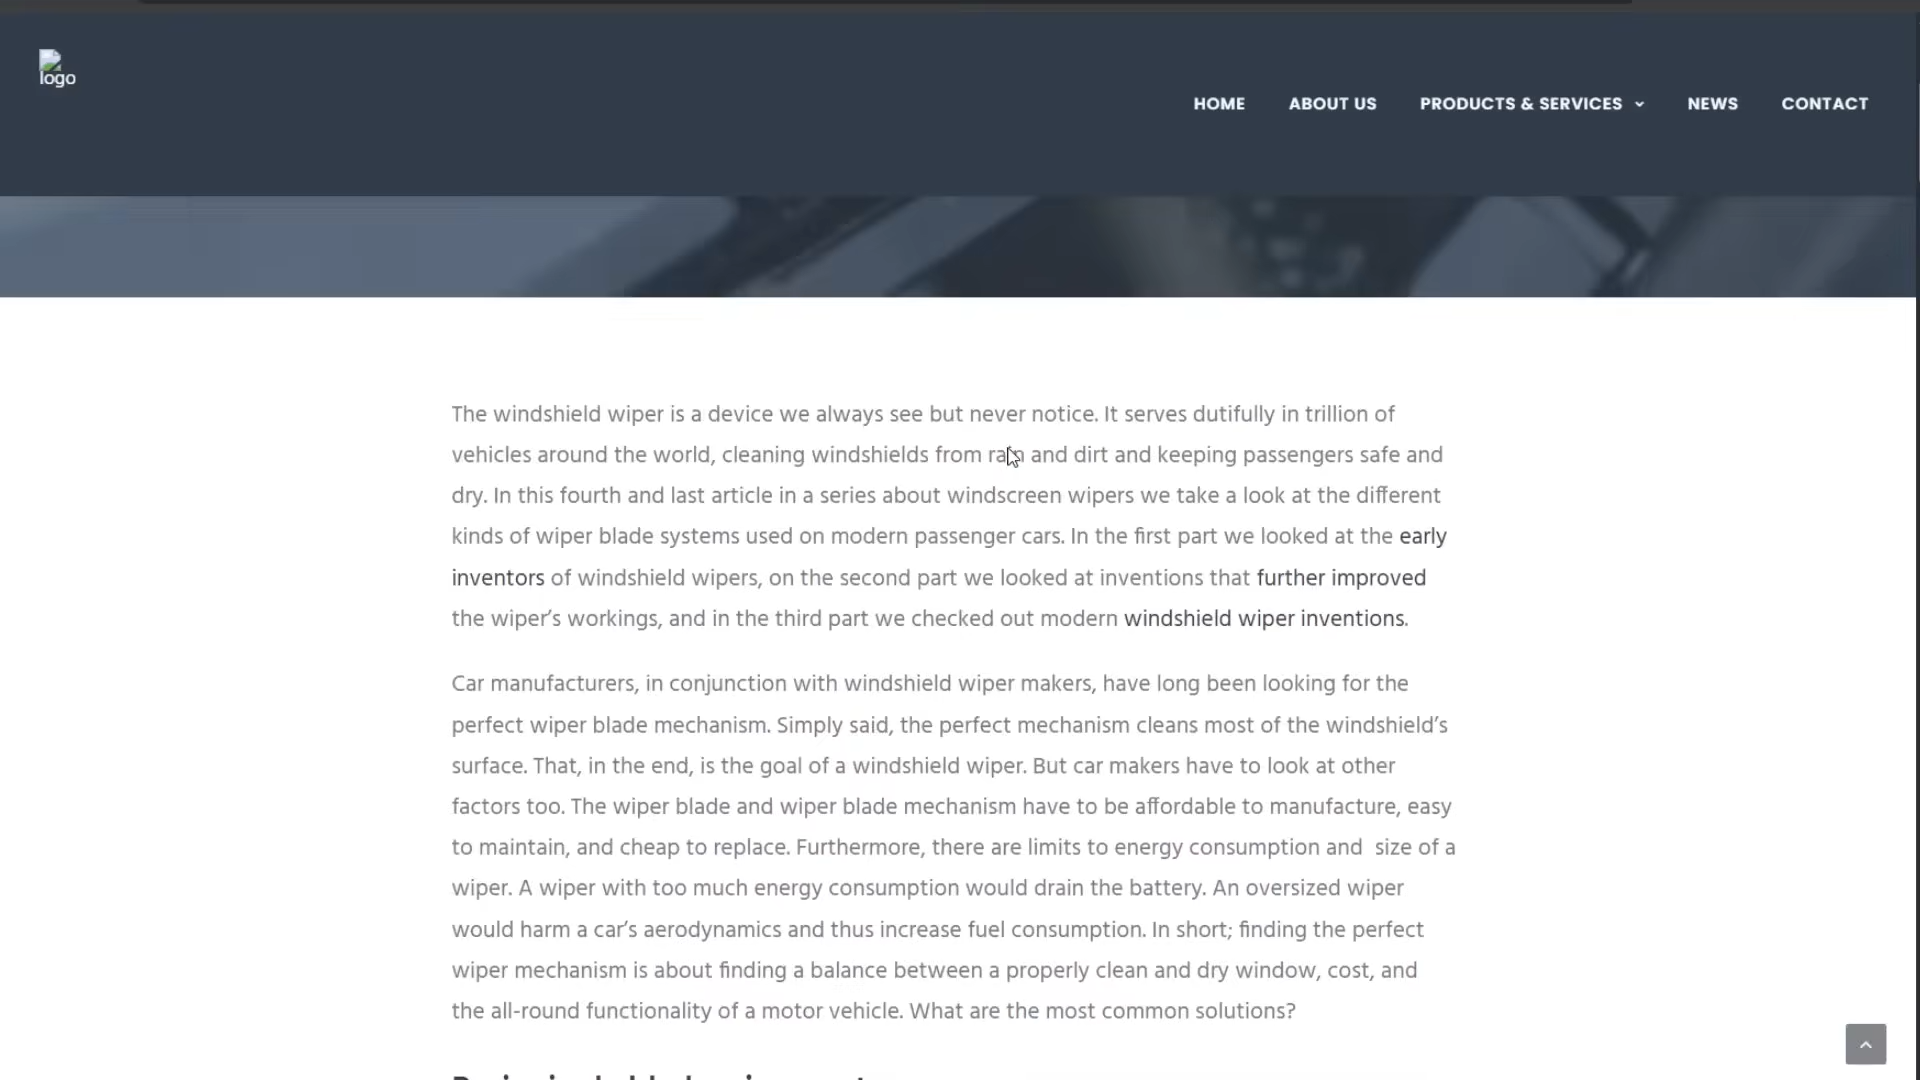 logo
HOME ABOUT US PRODUCTS & SERVICES NEWS CONTACT
The windshield wiper is a device we always see but never notice. It serves dutifully in trillion of
vehicles around the world, cleaning windshields from rain and dirt and keeping passengers safe and
dry. In this fourth and last article in a series about windscreen wipers we take a look at the different
kinds of wiper blade systems used on modern passenger cars. In the first part we looked at the early
inventors of windshield wipers, on the second part we looked at inventions that further improved
the wiper’s workings, and in the third part we checked out modern windshield wiper inventions.
Car manufacturers, in conjunction with windshield wiper makers, have long been looking for the
perfect wiper blade mechanism. Simply said, the perfect mechanism cleans most of the windshield’s
surface. That, in the end, is the goal of a windshield wiper. But car makers have to look at other
factors too. The wiper blade and wiper blade mechanism have to be affordable to manufacture, easy
to maintain, and cheap to replace. Furthermore, there are limits to energy consumption and  size of a
wiper. A wiper with too much energy consumption would drain the battery. An oversized wiper
would harm a car’s aerodynamics and thus increase fuel consumption. In short; finding the perfect
wiper mechanism is about finding a balance between a properly clean and dry window, cost, and
the all-round functionality of a motor vehicle. What are the most common solutions?